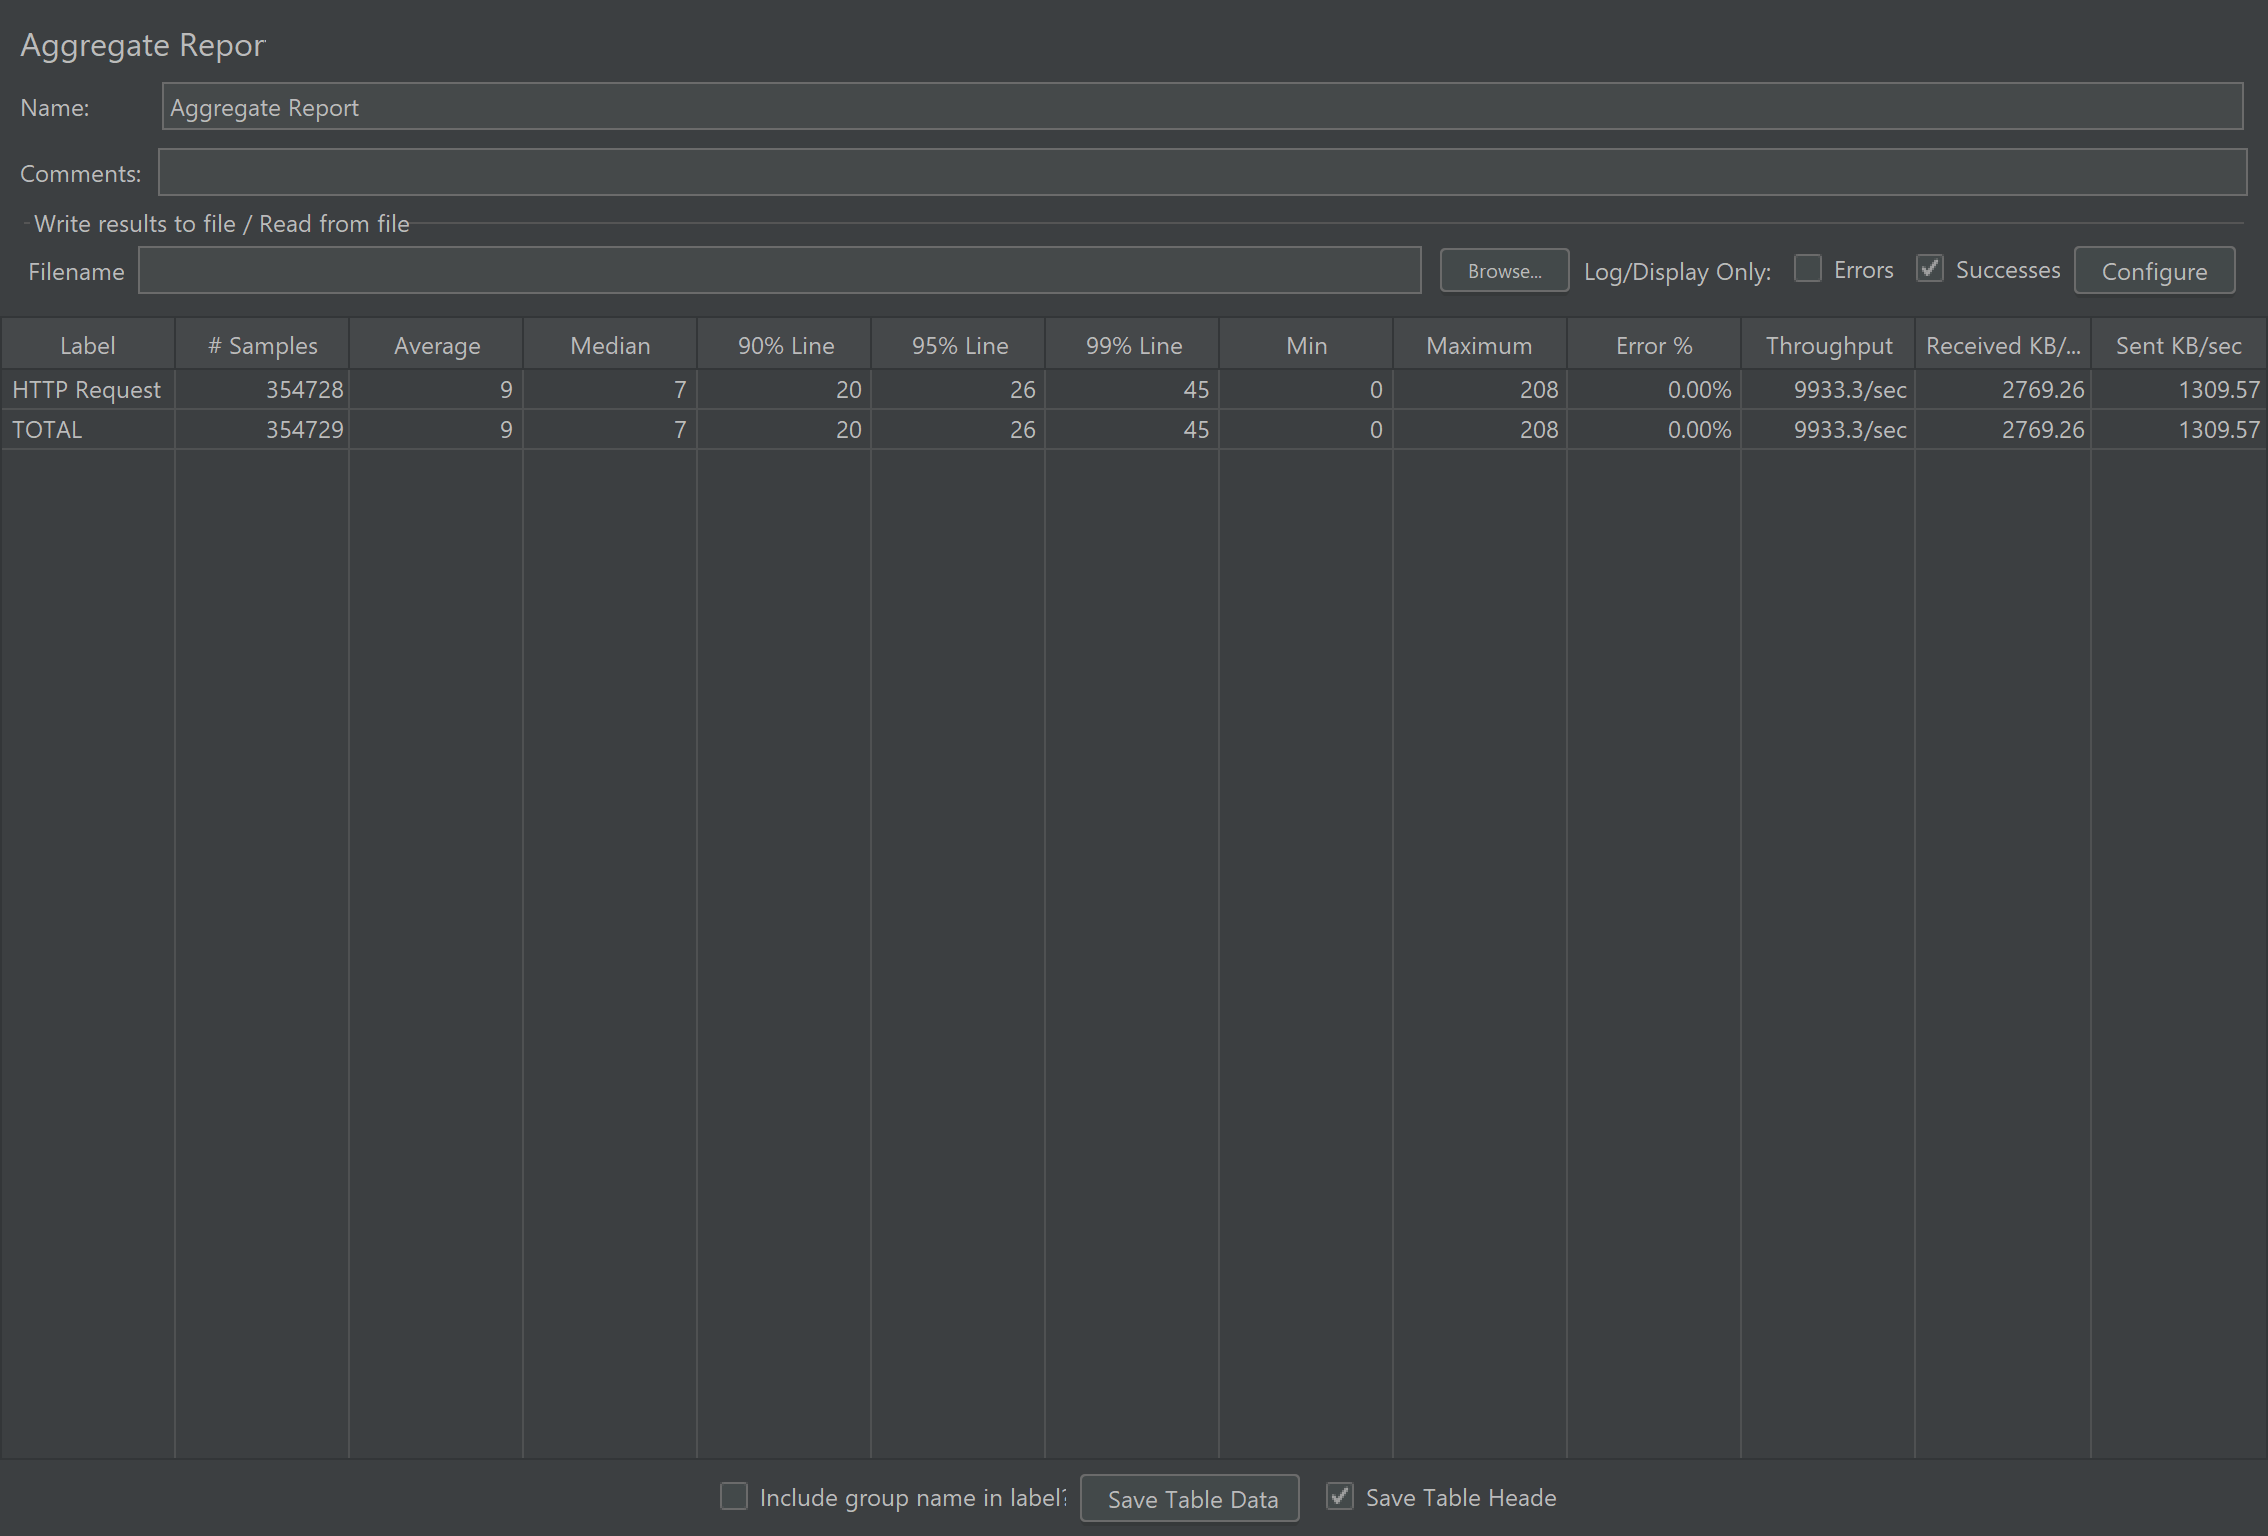 Aggregate Repor
Name: Aggregate Report
Comments:
Write results to file / Read from file
Filename Browse... Log/Display Only: Errors Successes Configure
Label # Samples Average Median 90% Line 95% Line 99% Line Min Maximum Error % Throughput Received KB/... Sent KB/sec
HTTP Request 354728 9 7 20 26 45 0 208 0.00% 9933.3/sec 2769.26 1309.57
TOTAL 354729 9 7 20 26 45 0 208 0.00% 9933.3/sec 2769.26 1309.57
Include group name in label? Save Table Data Save Table Heade